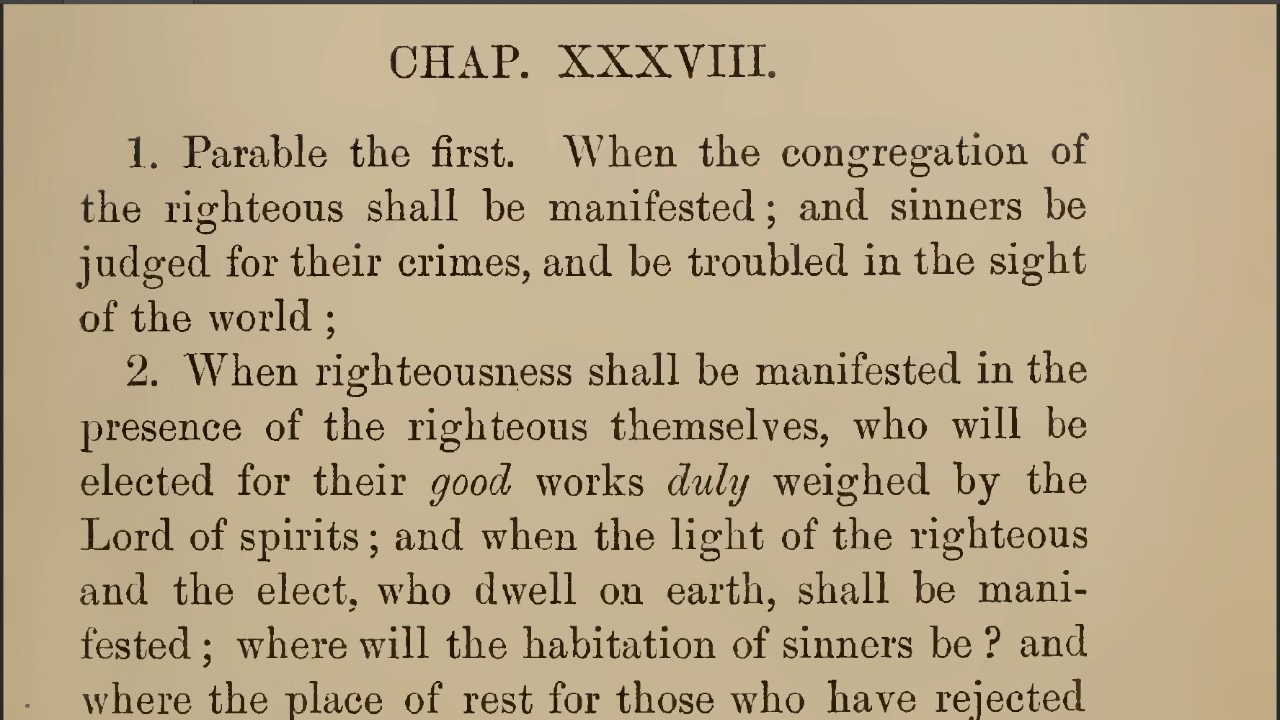 CHAP. XXXVIII.
1. Parable the first. When the congregation of
the righteous shall be manifested; and sinners be
judged for their crimes, and be troubled in the sight
of the world;
2. When righteousness shall be manifested in the
presence of the righteous themselves, who will be
elected for their good works duly weighed by the
Lord of spirits; and when the light of the righteous
and the elect, who dwell on earth, shall be mani-
fested; where will the habitation of sinners be? and
where the place of rest for those who have rejected